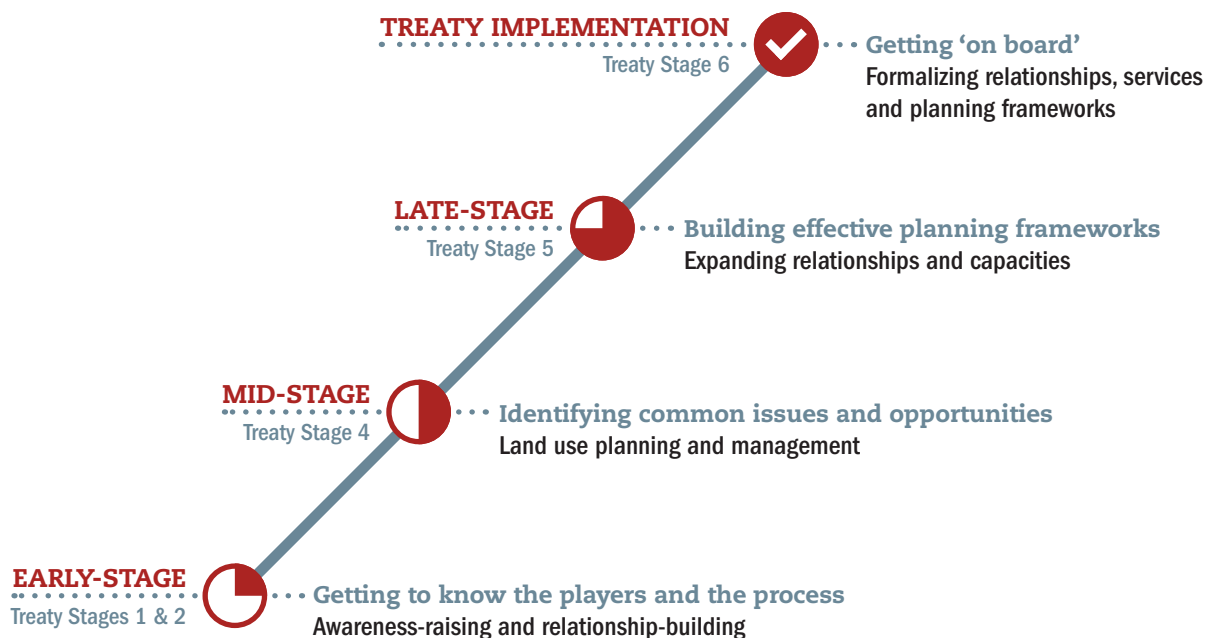 TREATY IMPLEMENTATION
Treaty Stage 6
Getting ‘on board’
Formalizing relationships, services
and planning frameworks
LATE-STAGE
Treaty Stage 5
Building effective planning frameworks
Expanding relationships and capacities
MID-STAGE
Treaty Stage 4
Identifying common issues and opportunities
Land use planning and management
EARLY-STAGE
Treaty Stages 1 & 2
Getting to know the players and the process
Awareness-raising and relationship-building